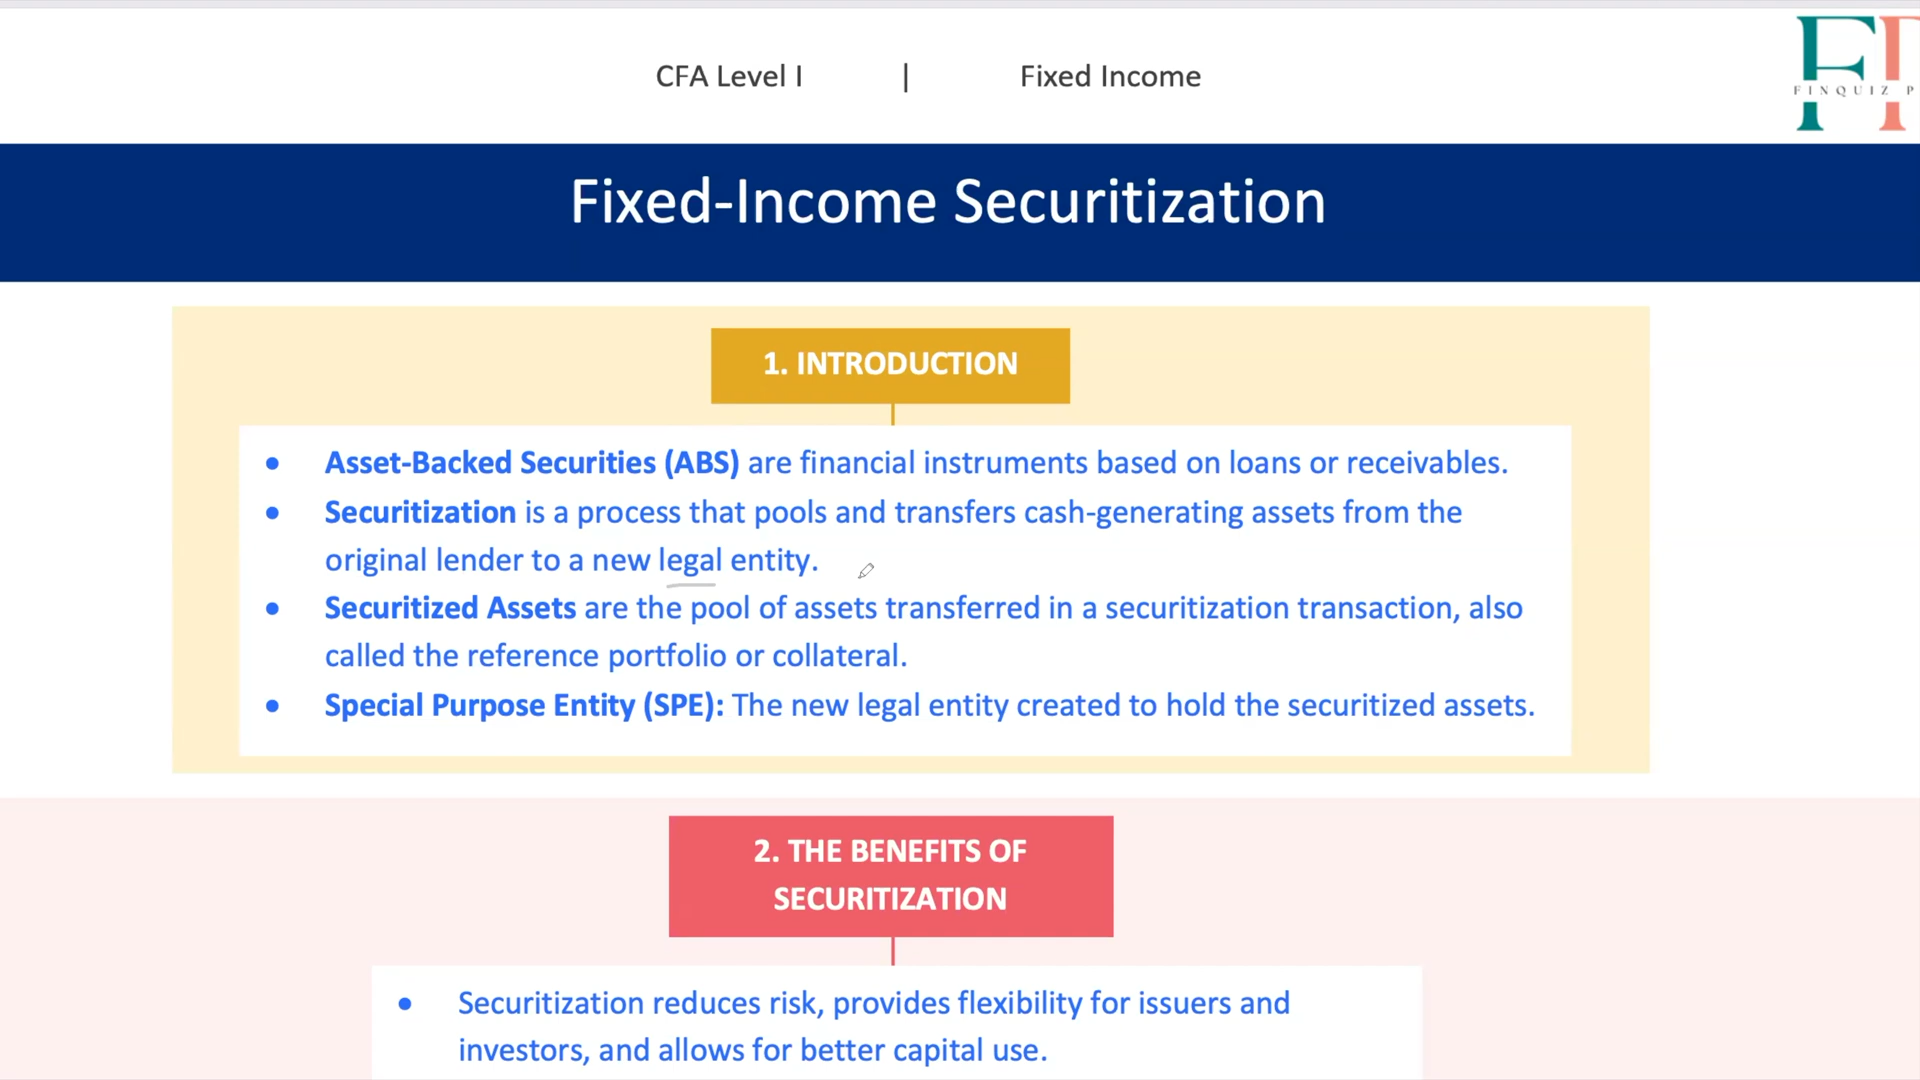 CFA Level I | Fixed Income
FINQUIZ P
Fixed-Income Securitization
1. INTRODUCTION
• Asset-Backed Securities (ABS) are financial instruments based on loans or receivables.
• Securitization is a process that pools and transfers cash-generating assets from the
original lender to a new legal entity.
• Securitized Assets are the pool of assets transferred in a securitization transaction, also
called the reference portfolio or collateral.
• Special Purpose Entity (SPE): The new legal entity created to hold the securitized assets.
2. THE BENEFITS OF
SECURITIZATION
• Securitization reduces risk, provides flexibility for issuers and
investors, and allows for better capital use.